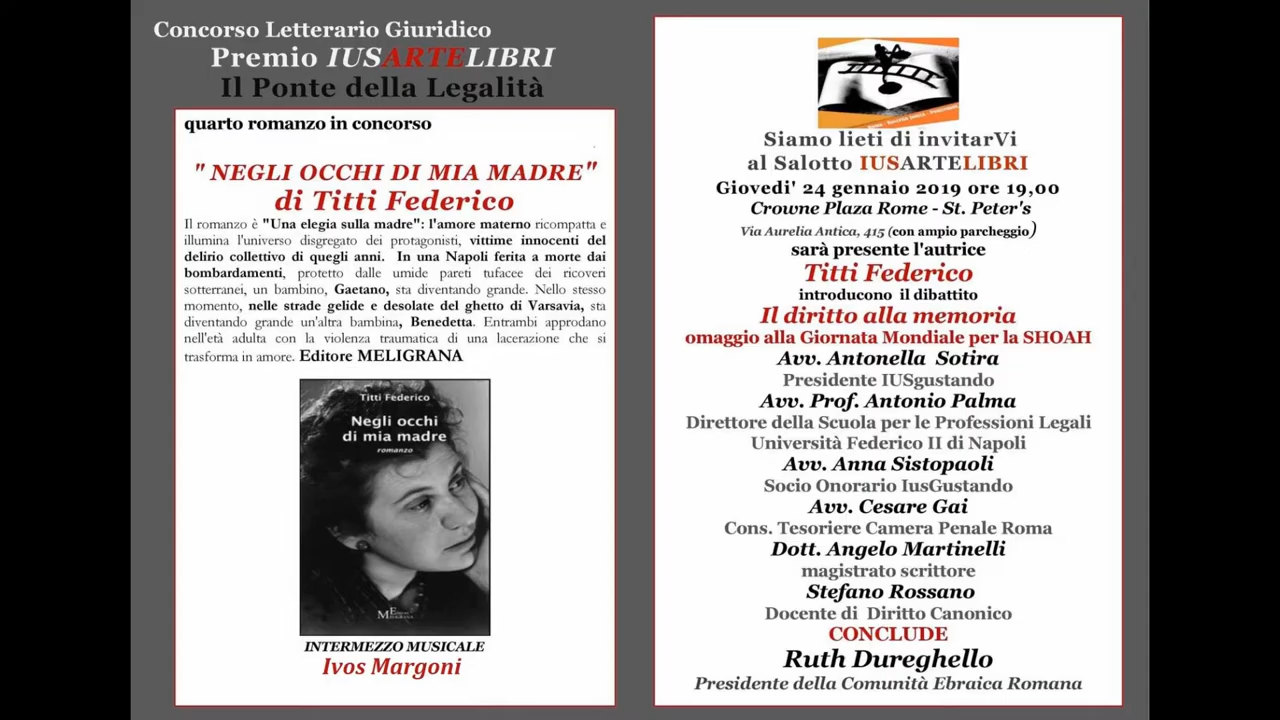 Concorso Letterario Giuridico
Premio IUSARTELIBRI
Il Ponte della Legalità
quarto romanzo in concorso
" NEGLI OCCHI DI MIA MADRE"
di Titti Federico
Il romanzo è "Una elegia sulla madre": l'amore materno ricompatta e
illumina l'universo disgregato dei protagonisti, vittime innocenti del
delirio collettivo di quegli anni. In una Napoli ferita a morte dai
bombardamenti, protetto dalle umide pareti tufacee dei ricoveri
sotterranei, un bambino, Gaetano, sta diventando grande. Nello stesso
momento, nelle strade gelide e desolate del ghetto di Varsavia, sta
diventando grande un'altra bambina, Benedetta. Entrambi approdano
nell'età adulta con la violenza traumatica di una lacerazione che si
trasforma in amore. Editore MELIGRANA
Titti Federico
Negli occhi
di mia madre
romanzo
INTERMEZZO MUSICALE
Ivos Margoni
Siamo lieti di invitarVi
al Salotto IUSARTELIBRI
Giovedi' 24 gennaio 2019 ore 19,00
Crowne Plaza Rome - St. Peter's
Via Aurelia Antica, 415 (con ampio parcheggio)
sarà presente l'autrice
Titti Federico
introducono il dibattito
Il diritto alla memoria
omaggio alla Giornata Mondiale per la SHOAH
Avv. Antonella Sotira
Presidente IUSgustando
Avv. Prof. Antonio Palma
Direttore della Scuola per le Professioni Legali
Università Federico II di Napoli
Avv. Anna Sistopaoli
Socio Onorario IusGustando
Avv. Cesare Gai
Cons. Tesoriere Camera Penale Roma
Dott. Angelo Martinelli
magistrato scrittore
Stefano Rossano
Docente di Diritto Canonico
CONCLUDE
Ruth Dureghello
Presidente della Comunità Ebraica Romana